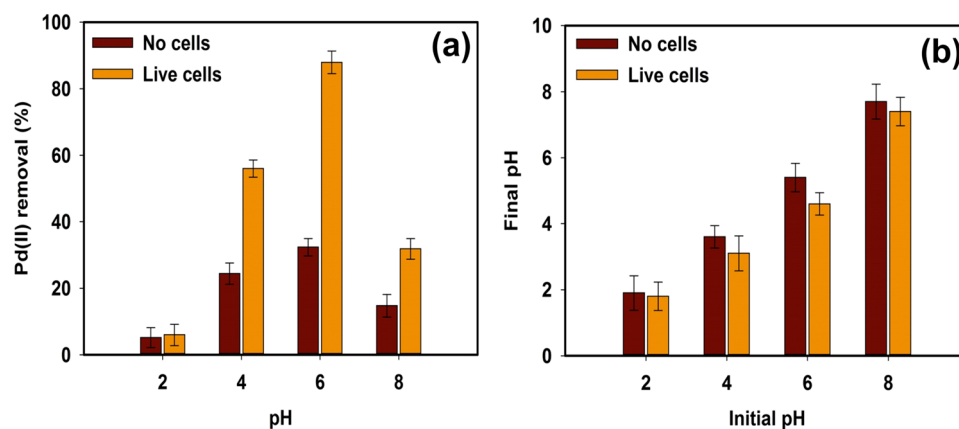 (a)
No cells
Live cells
Pd(II) removal (%)
100
80
60
40
20
0
2 4 6 8
pH
(b)
No cells
Live cells
Final pH
10
8
6
4
2
0
2 4 6 8
Initial pH